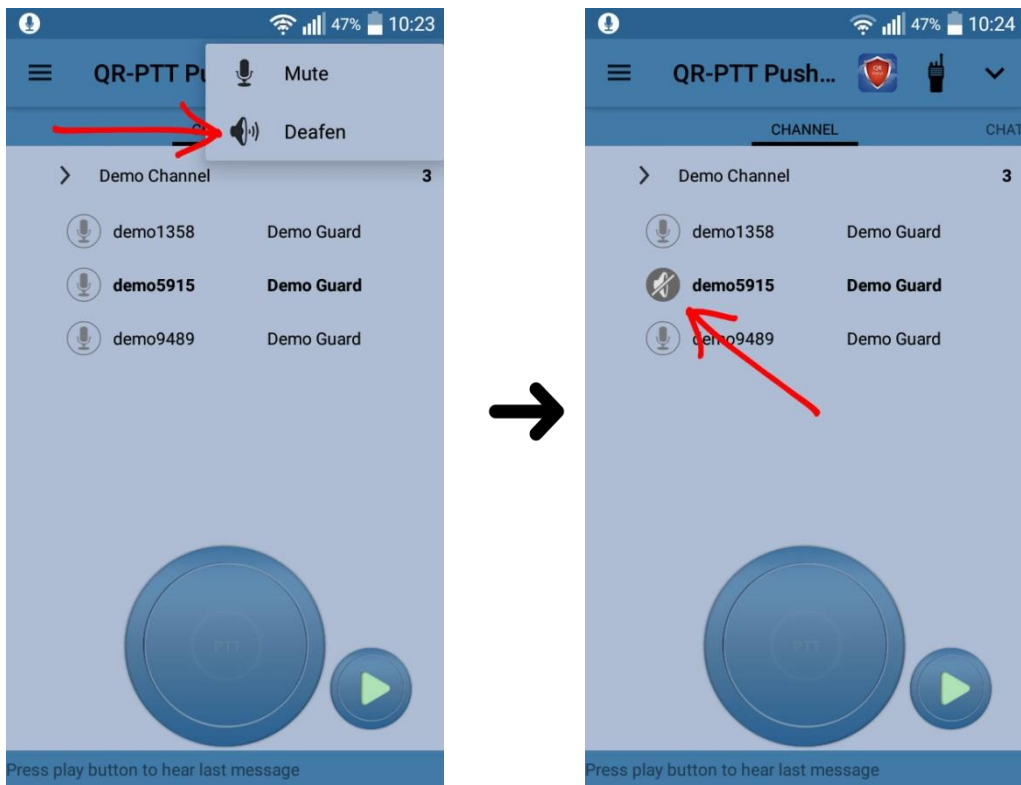 47% 10:23
QR-PTT Pu
Mute
Deafen
Demo Channel 3
demo1358 Demo Guard
demo5915 Demo Guard
demo9489 Demo Guard
PTT
Press play button to hear last message
47% 10:24
QR-PTT Push...
QR
CHANNEL CHAT
Demo Channel 3
demo1358 Demo Guard
demo5915 Demo Guard
demo9489 Demo Guard
PTT
Press play button to hear last message